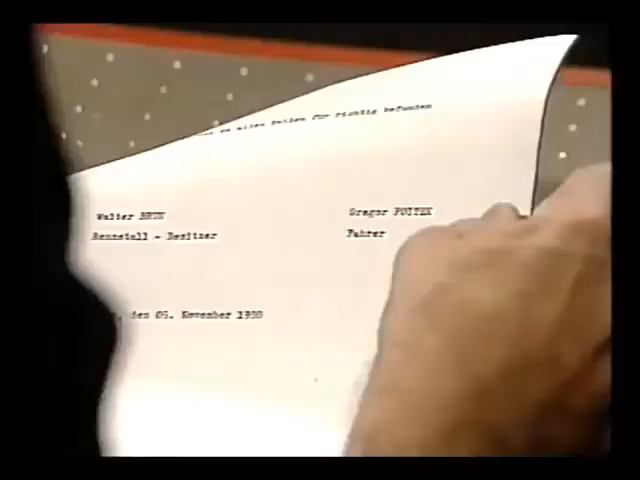 in allen Teilen für richtig befunden
Walter BRUN Gregor FOITEK
Rennstall - Besitzer Fahrer
, den 05. November 1990